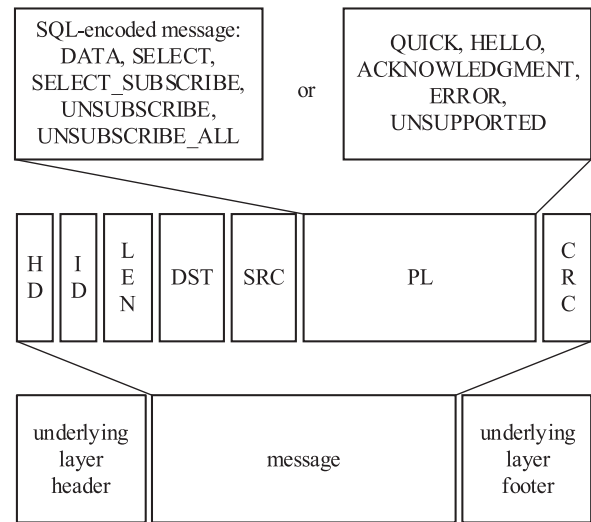 SQL-encoded message:
DATA, SELECT,
SELECT_SUBSCRIBE,
UNSUBSCRIBE,
UNSUBSCRIBE_ALL
or
QUICK, HELLO,
ACKNOWLEDGMENT,
ERROR,
UNSUPPORTED
H
D
I
D
L
E
N
DST
SRC
PL
C
R
C
underlying
layer
header
message
underlying
layer
footer